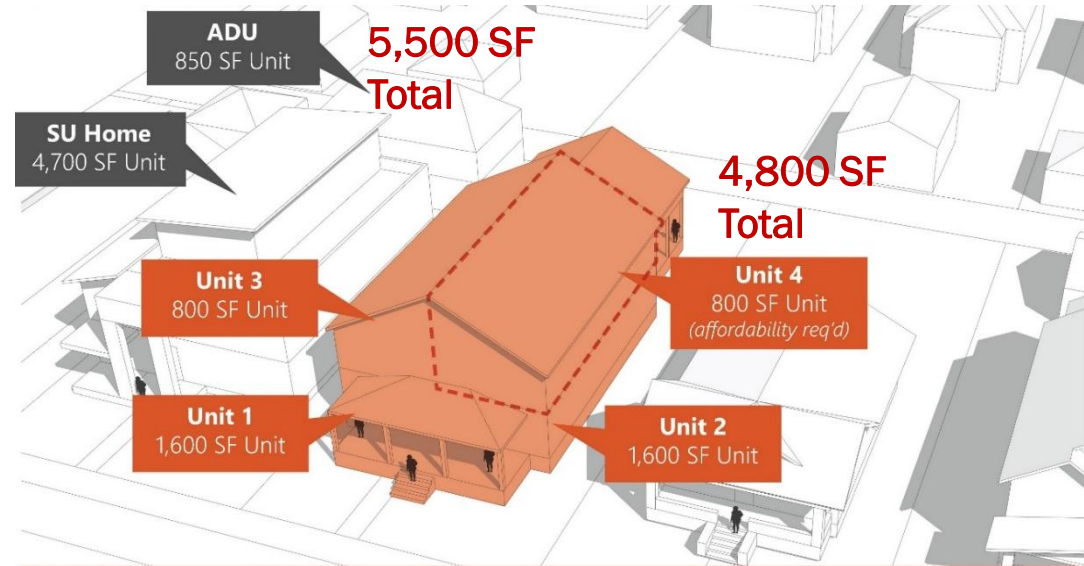 ADU
850 SF Unit
5,500 SF
Total
SU Home
4,700 SF Unit
4,800 SF
Total
Unit 3
800 SF Unit
Unit 4
800 SF Unit
(affordability req'd)
Unit 1
1,600 SF Unit
Unit 2
1,600 SF Unit